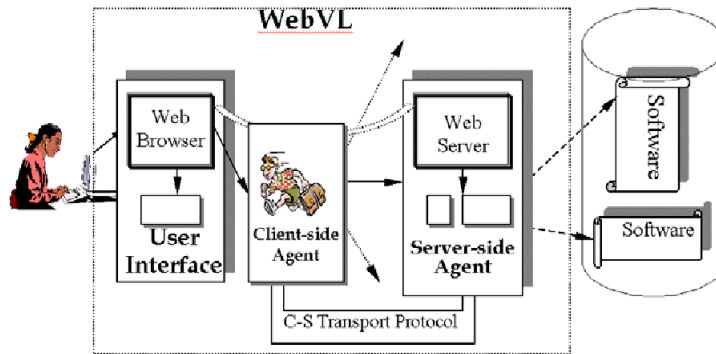 WebVL
Web
Browser
User
Interface
Client-side
Agent
Web
Server
Server-side
Agent
C-S Transport Protocol
Software
Software